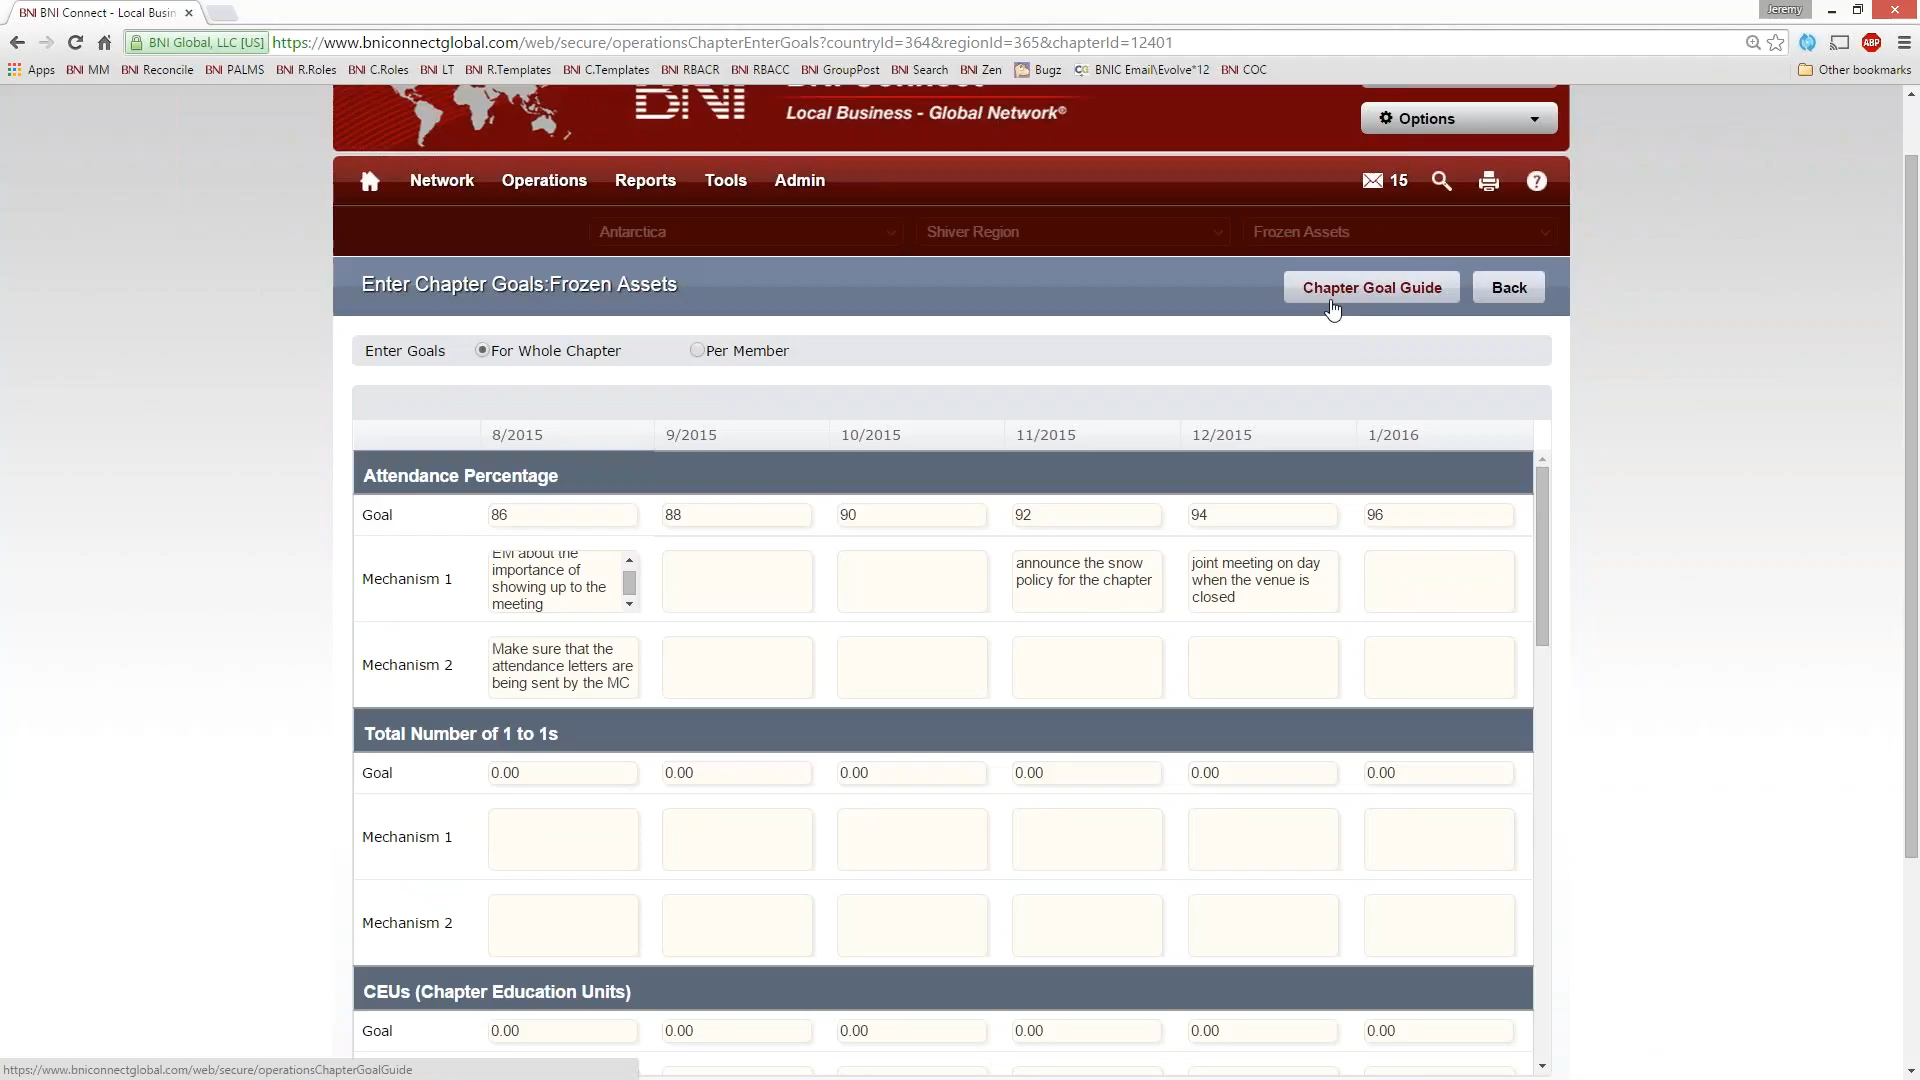 BNI BNI Connect - Local Busin
Jeremy
BNI Global, LLC [US] https://www.bniconnectglobal.com/web/secure/operationsChapterEnterGoals?countryId=364&regionId=365&chapterId=12401
ABP
Apps BNI MM BNI Reconcile BNI PALMS BNI R.Roles BNI C.Roles BNI LT BNI R.Templates BNI C.Templates BNI RBACR BNI RBACC BNI GroupPost BNI Search BNI Zen Bugz BNIC Email\Evolve*12 BNI COC Other bookmarks
BNI
Local Business - Global Network®
Options
Network Operations Reports Tools Admin 15 ?
Antarctica Shiver Region Frozen Assets
Enter Chapter Goals:Frozen Assets Chapter Goal Guide Back
Enter Goals For Whole Chapter Per Member
8/2015 9/2015 10/2015 11/2015 12/2015 1/2016
Attendance Percentage
Goal 86 88 90 92 94 96
Mechanism 1
EM about the
importance of
showing up to the
meeting
announce the snow
policy for the chapter
joint meeting on day
when the venue is
closed
Mechanism 2
Make sure that the
attendance letters are
being sent by the MC
Total Number of 1 to 1s
Goal 0.00 0.00 0.00 0.00 0.00 0.00
Mechanism 1
Mechanism 2
CEUs (Chapter Education Units)
Goal 0.00 0.00 0.00 0.00 0.00 0.00
https://www.bniconnectglobal.com/web/secure/operationsChapterGoalGuide